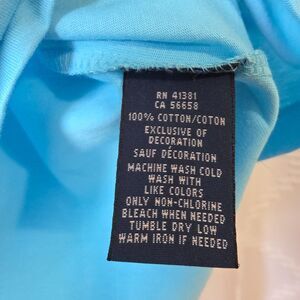 RN 41381
CA 56658
100% COTTON/COTON
EXCLUSIVE OF
DECORATION
SAUF DÉCORATION
MACHINE WASH COLD
WASH WITH
LIKE COLORS
ONLY NON-CHLORINE
BLEACH WHEN NEEDED
TUMBLE DRY LOW
WARM IRON IF NEEDED